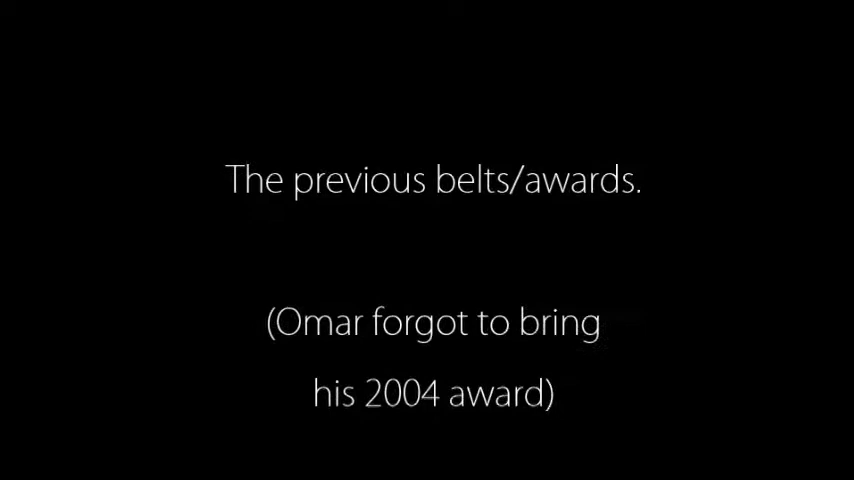 The previous belts/awards.
(Omar forgot to bring
his 2004 award)